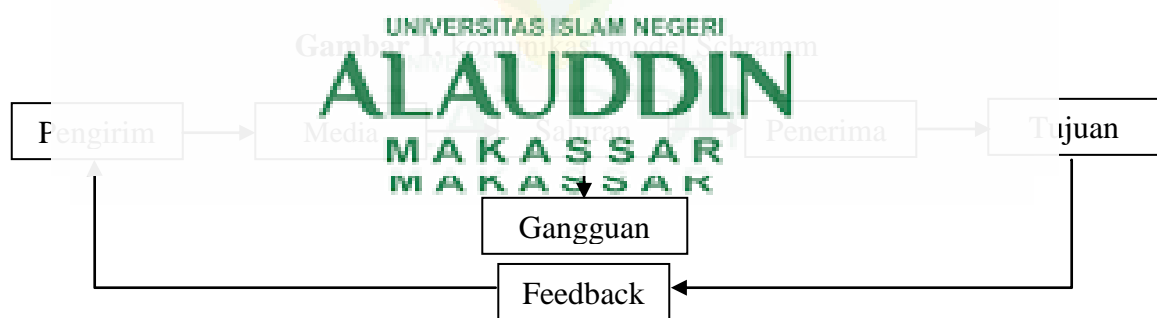 UNIVERSITAS ISLAM NEGERI
Gambar 1. komunikasi model Schramm
ALAUDDIN
Pengirim Media Saluran Penerima Tujuan
MAKASSAR
MAKASSAR
Gangguan
Feedback